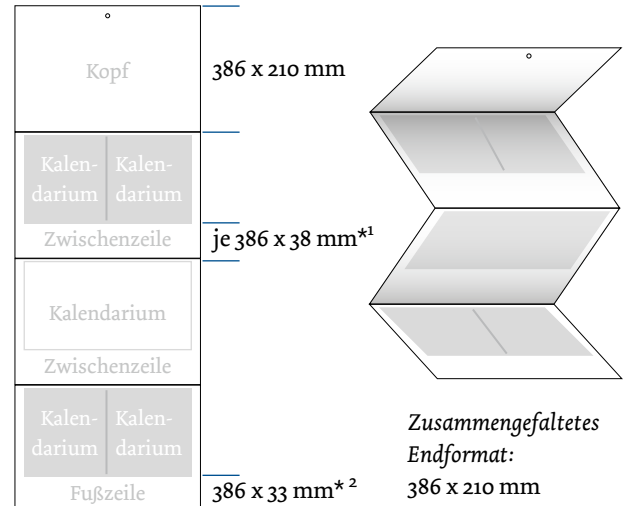 Kopf
386 x 210 mm
Kalen-
darium
Kalen-
darium
Zwischenzeile
je 386 x 38 mm*¹
Kalendarium
Zwischenzeile
Kalen-
darium
Kalen-
darium
Fußzeile
386 x 33 mm* ²
Zusammengefaltetes
Endformat:
386 x 210 mm